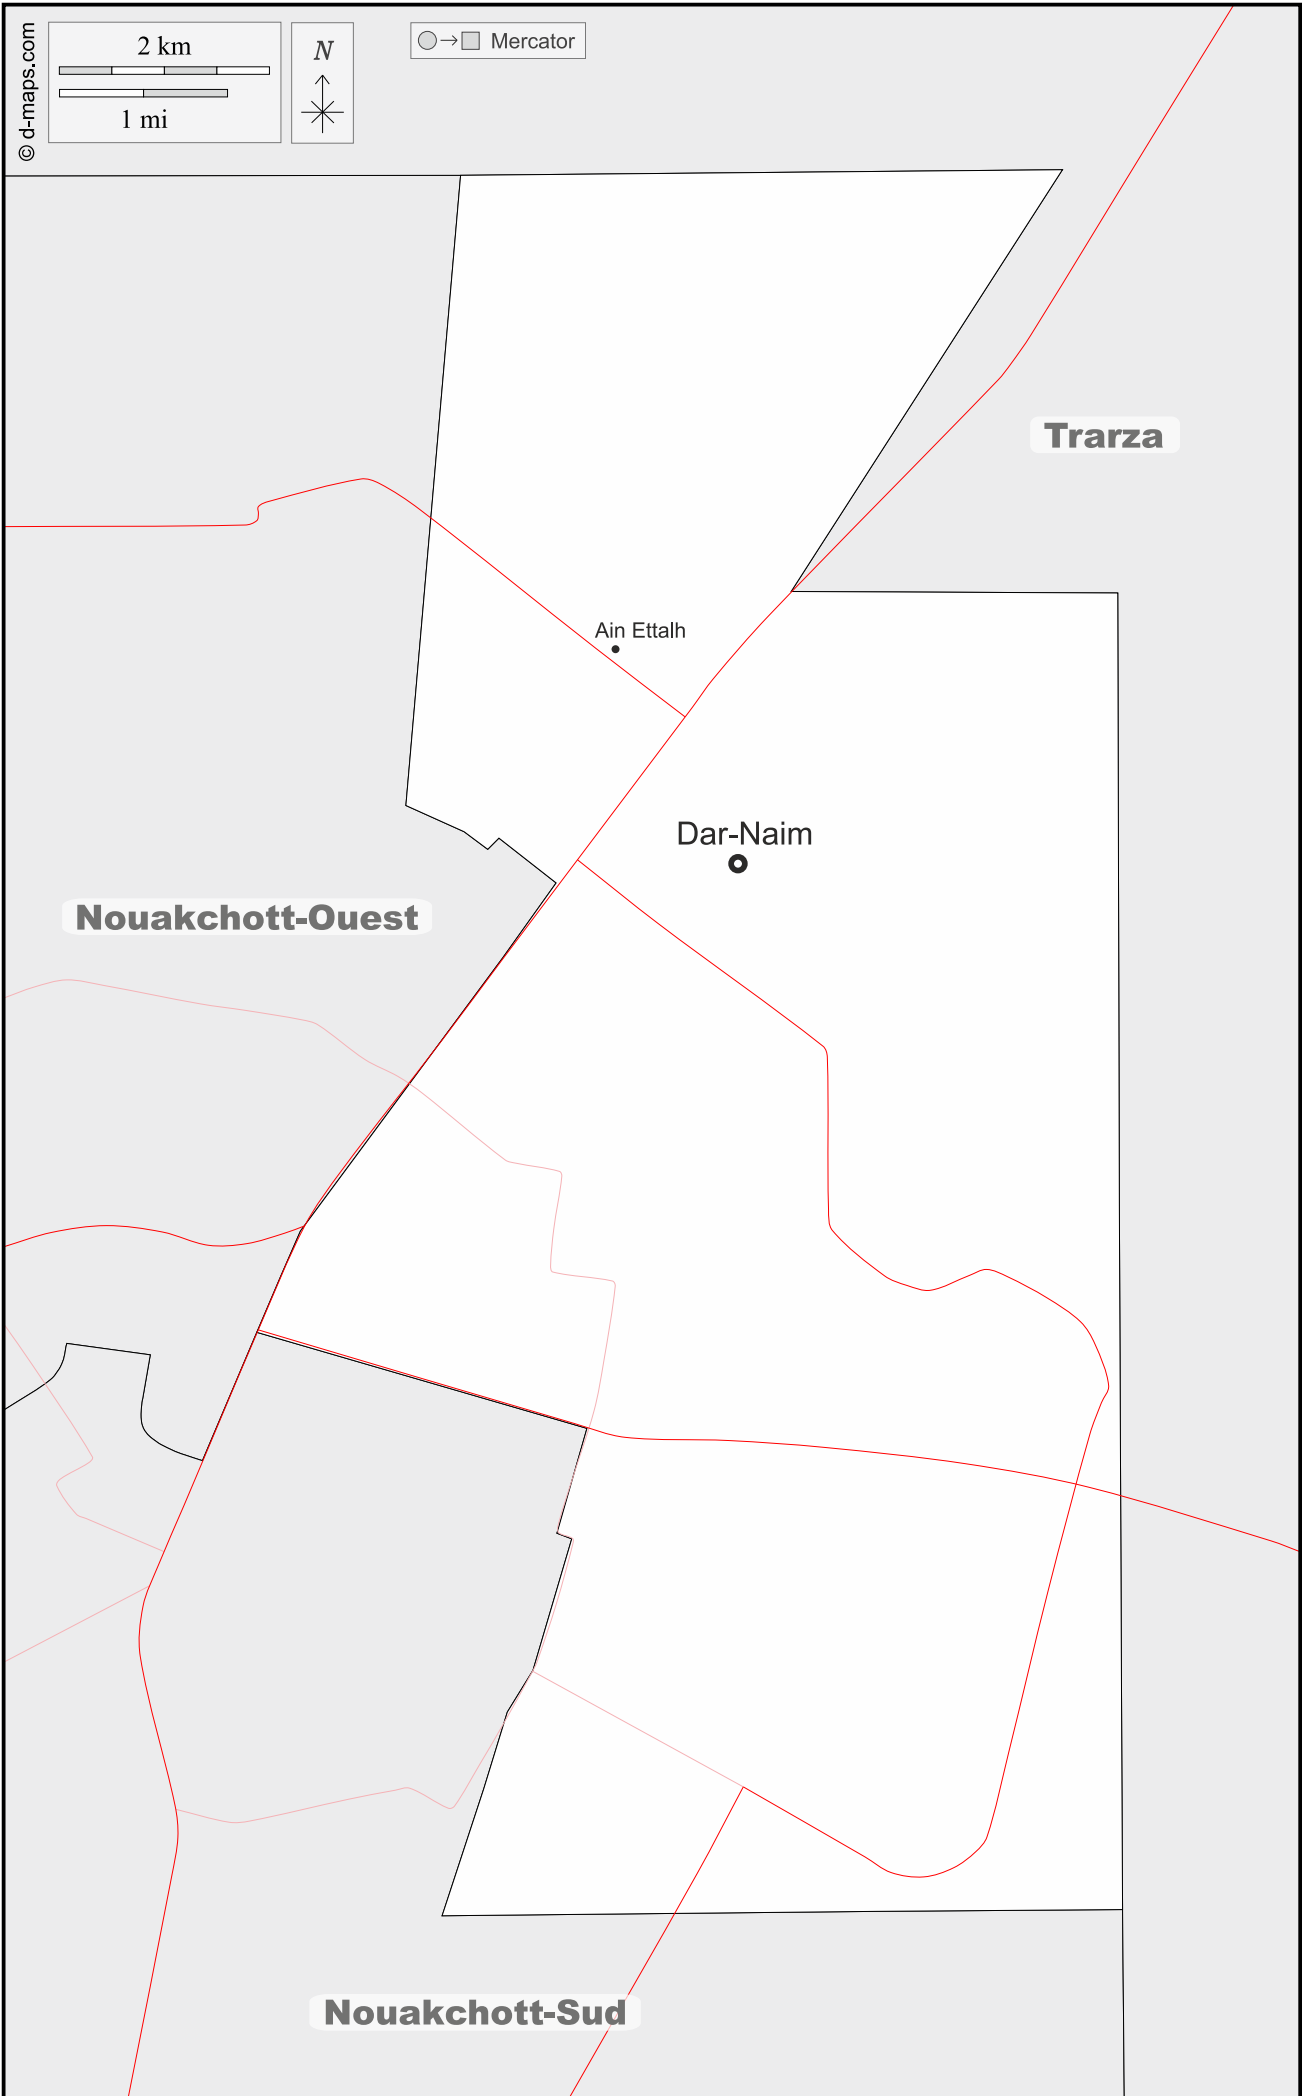 © d-maps.com
2 km
1 mi
N
Mercator
Trarza
Ain Ettalh
Dar-Naim
Nouakchott-Ouest
Nouakchott-Sud